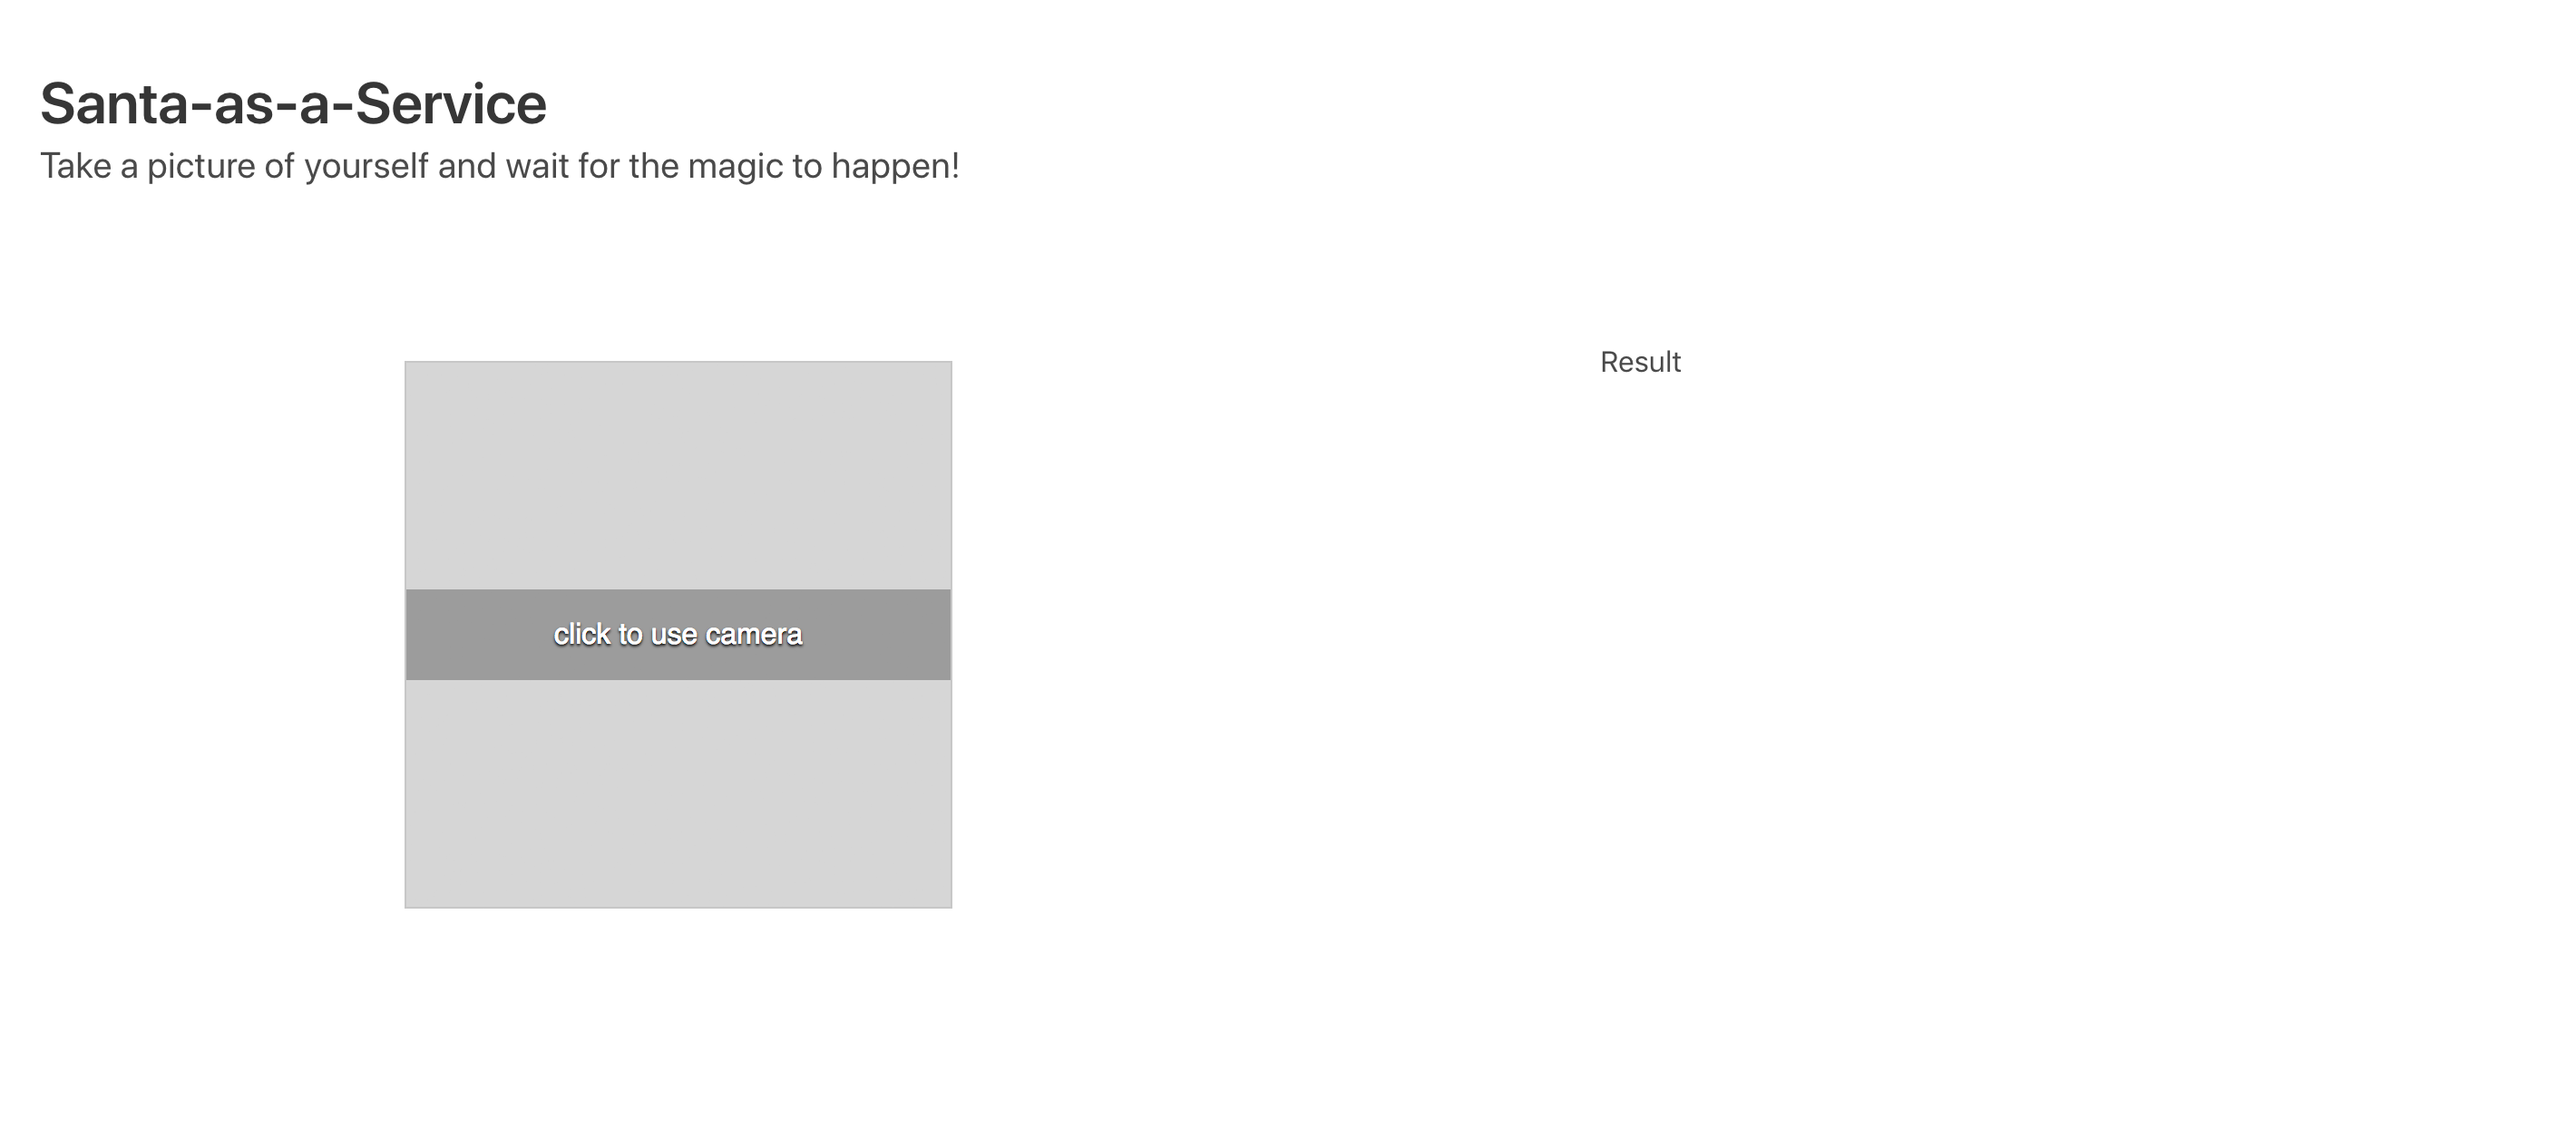 Santa-as-a-Service
Take a picture of yourself and wait for the magic to happen!
Result
click to use camera